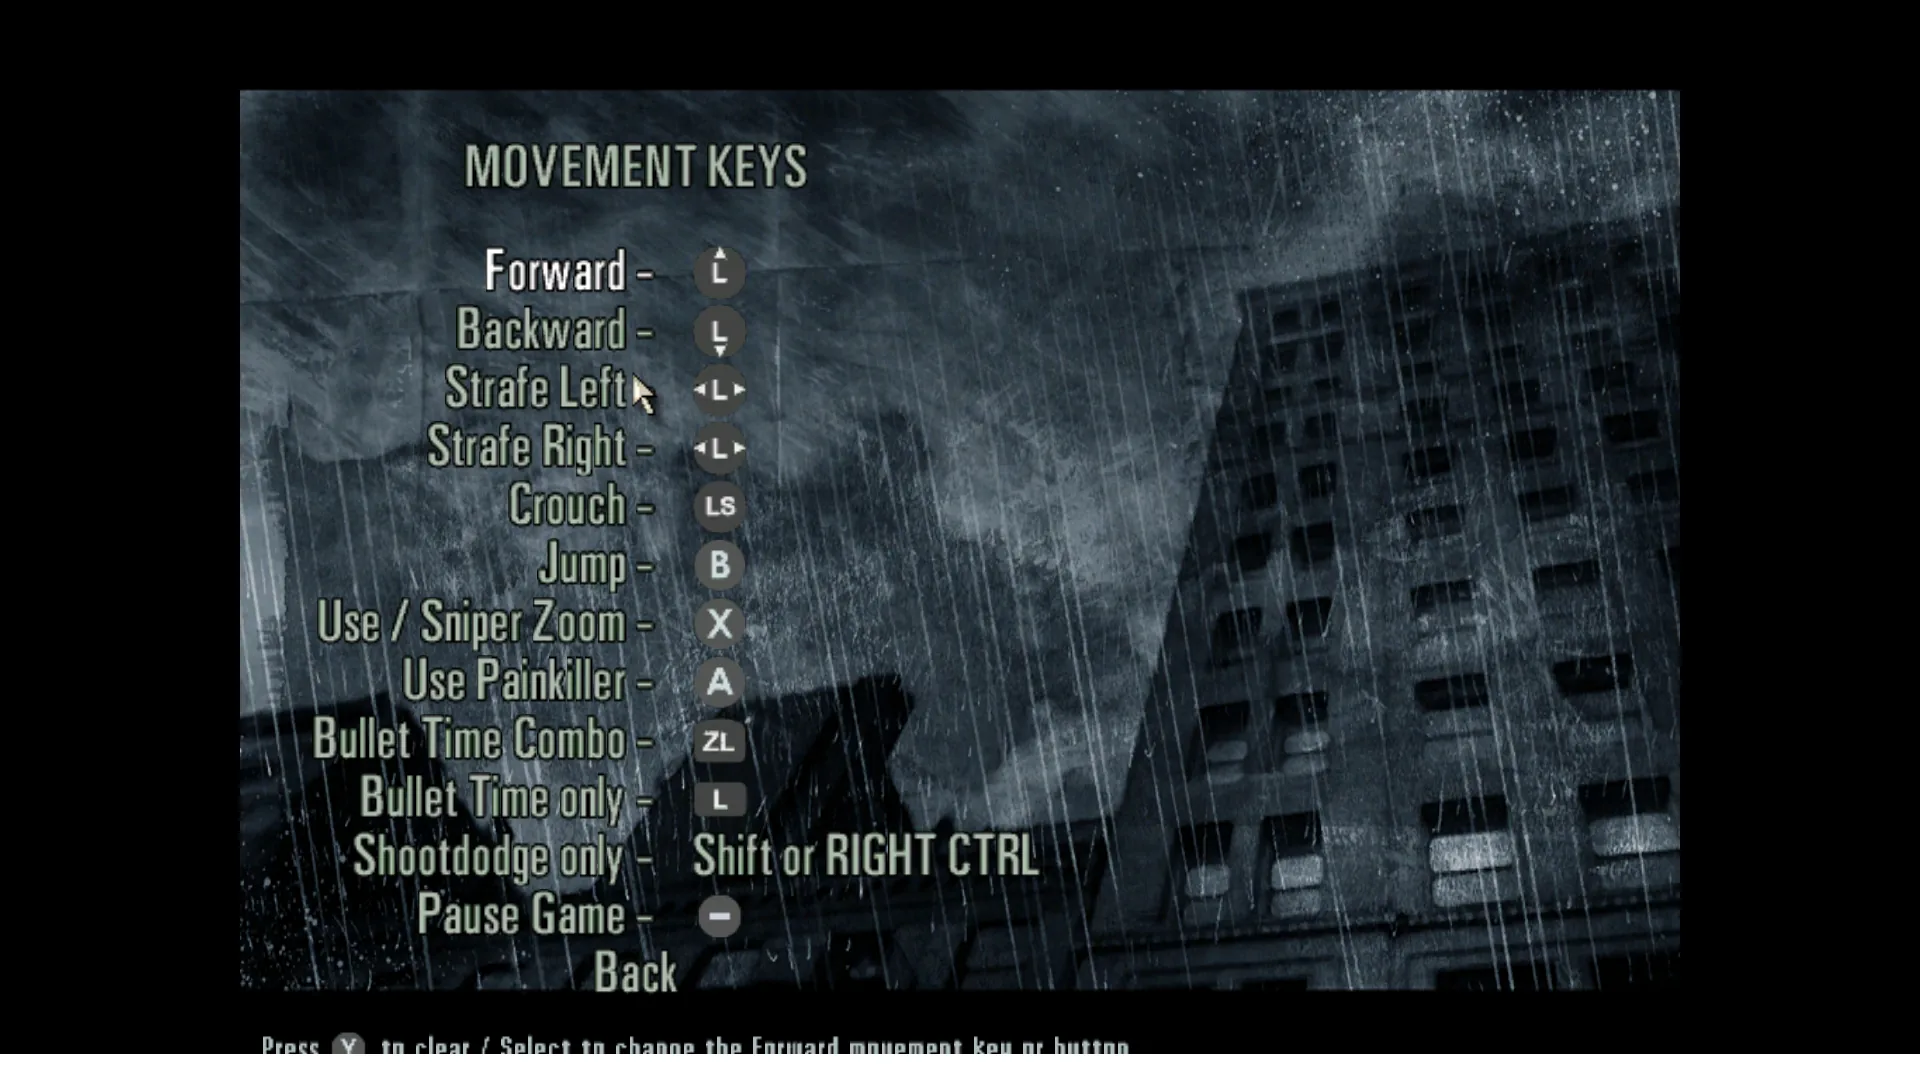 MOVEMENT KEYS
Forward - L
Backward - L
Strafe Left L
Strafe Right - L
Crouch - LS
Jump - B
Use / Sniper Zoom - X
Use Painkiller - A
Bullet Time Combo - ZL
Bullet Time only - L
Shootdodge only - Shift or RIGHT CTRL
Pause Game -
Back
Press Y to clear / Select to change the Forward movement key or button